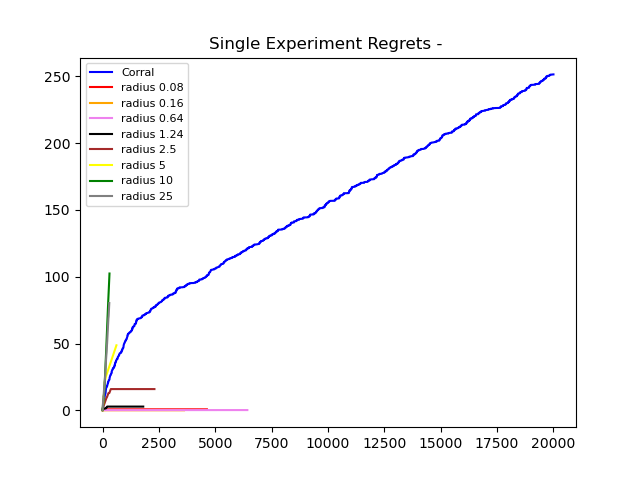 Single Experiment Regrets -
250
200
150
100
50
0
Corral
radius 0.08
radius 0.16
radius 0.64
radius 1.24
radius 2.5
radius 5
radius 10
radius 25
0 2500 5000 7500 10000 12500 15000 17500 20000